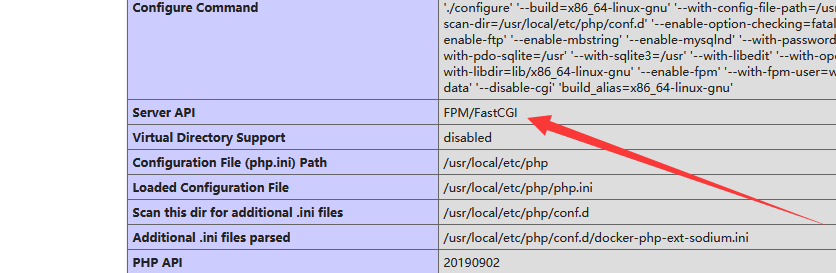 Configure Command
'./configure' '--build=x86_64-linux-gnu' '--with-config-file-path=/usr
scan-dir=/usr/local/etc/php/conf.d' '--enable-option-checking=fatal
enable-ftp' '--enable-mbstring' '--enable-mysqlnd' '--with-password
with-pdo-sqlite=/usr' '--with-sqlite3=/usr' '--with-libedit' '--with-ope
with-libdir=lib/x86_64-linux-gnu' '--enable-fpm' '--with-fpm-user=w
data' '--disable-cgi' 'build_alias=x86_64-linux-gnu'
Server API FPM/FastCGI
Virtual Directory Support disabled
Configuration File (php.ini) Path /usr/local/etc/php
Loaded Configuration File /usr/local/etc/php/php.ini
Scan this dir for additional .ini files /usr/local/etc/php/conf.d
Additional .ini files parsed /usr/local/etc/php/conf.d/docker-php-ext-sodium.ini
PHP API 20190902